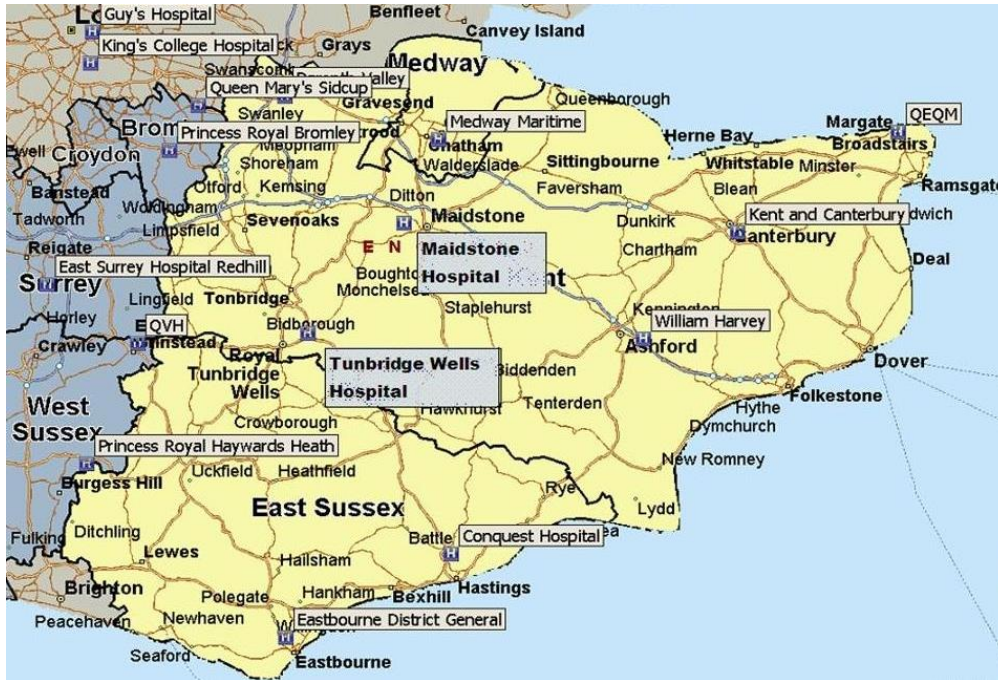 Guy's Hospital
Benfleet
Canvey Island
King's College Hospital
Grays
Medway
Queen Mary's Sidcup
Gravesend
Queenborough
Swanley
Medway Maritime
QEQM
Margate
Princess Royal Bromley
Herne Bay
Broadstairs
Chatham
Croydon
Shoreham
Walderslade
Sittingbourne
Whitstable
Minster
Banstead
Otford
Kemsing
Ditton
Faversham
Blean
Ramsgat
Tadworth
Woldingham
Limpsfield
Sevenoaks
Maidstone
Dunkirk
Kent and Canterbury
dwich
Canterbury
Reigate
E N
Maidstone
Hospital
Chartham
Deal
East Surrey Hospital Redhill
Surrey
Lingfield
Tonbridge
Staplehurst
Horley
QVH
Bidborough
William Harvey
Crawley
Ashford
Dover
Royal
Tunbridge
Wells
Tunbridge Wells
Hospital
Biddenden
Folkestone
West
Sussex
Hawkhurst
Tenterden
Hythe
Crowborough
Dymchurch
Princess Royal Haywards Heath
Uckfield
Heathfield
New Romney
Burgess Hill
Rye
East Sussex
Lydd
Ditchling
Fulking
Battle
Conquest Hospital
Lewes
Hailsham
Brighton
Polegate
Hankham
Bexhill
Hastings
Peacehaven
Newhaven
Eastbourne District General
Seaford
Eastbourne